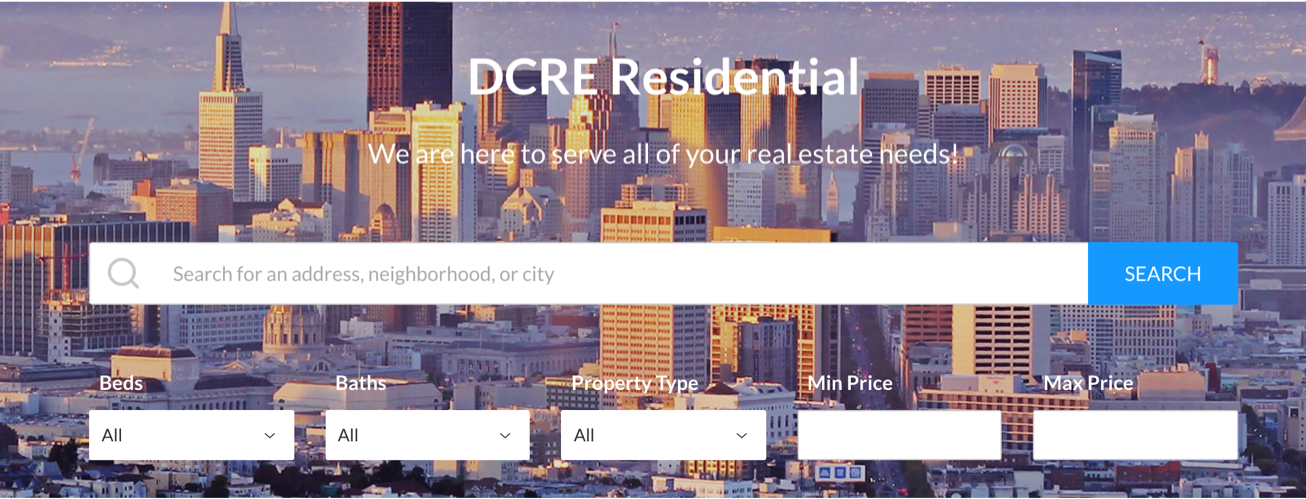 DCRE Residential
We are here to serve all of your real estate needs!
Search for an address, neighborhood, or city
SEARCH
Beds Baths Property Type Min Price Max Price
All All All